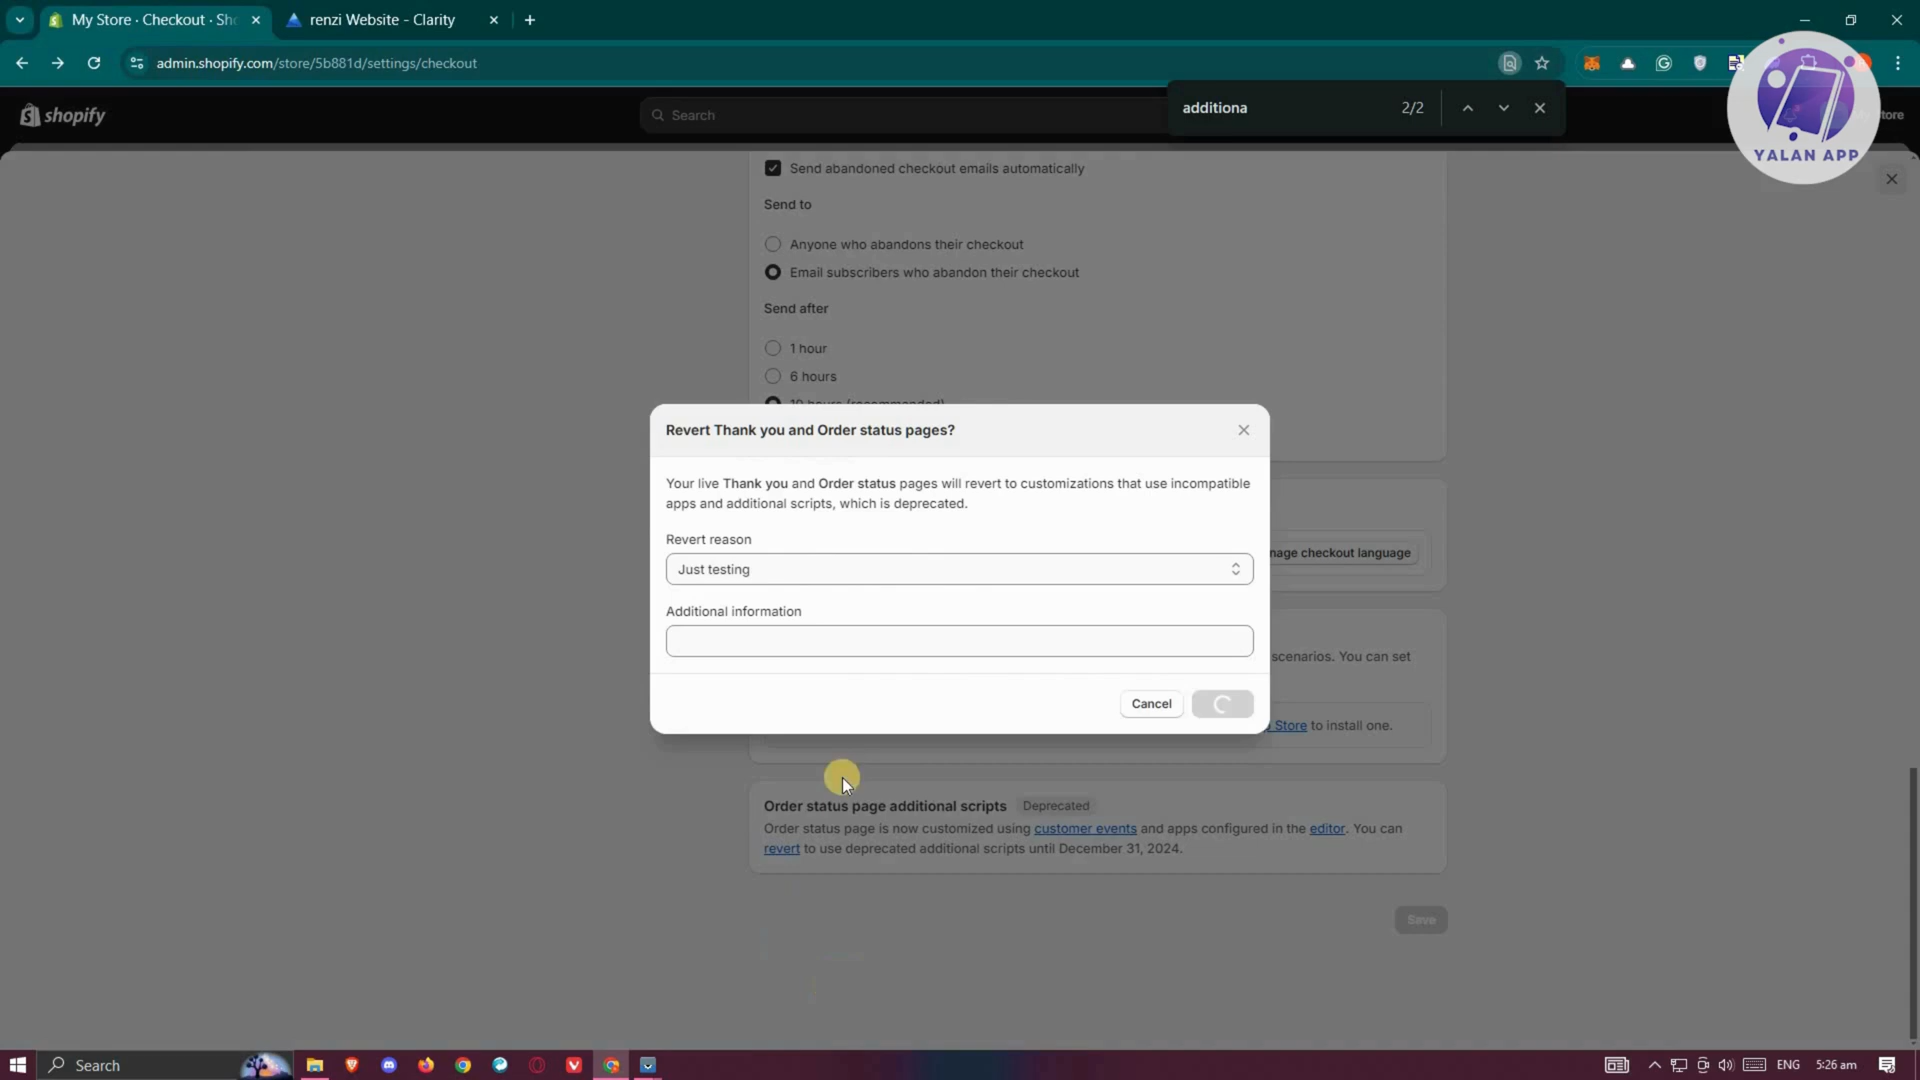 My Store · Checkout · Sh
renzi Website - Clarity
admin.shopify.com/store/5b881d/settings/checkout
additiona
2/2
shopify
Search
YALAN APP
Send abandoned checkout emails automatically
Send to
Anyone who abandons their checkout
Email subscribers who abandon their checkout
Send after
1 hour
6 hours
10 hours (recommended)
Revert Thank you and Order status pages?
Your live Thank you and Order status pages will revert to customizations that use incompatible
apps and additional scripts, which is deprecated.
Revert reason
Just testing
nage checkout language
Additional information
scenarios. You can set
Cancel
Store to install one.
Order status page additional scripts Deprecated
Order status page is now customized using customer events and apps configured in the editor. You can
revert to use deprecated additional scripts until December 31, 2024.
Save
Search
ENG
5:26 am